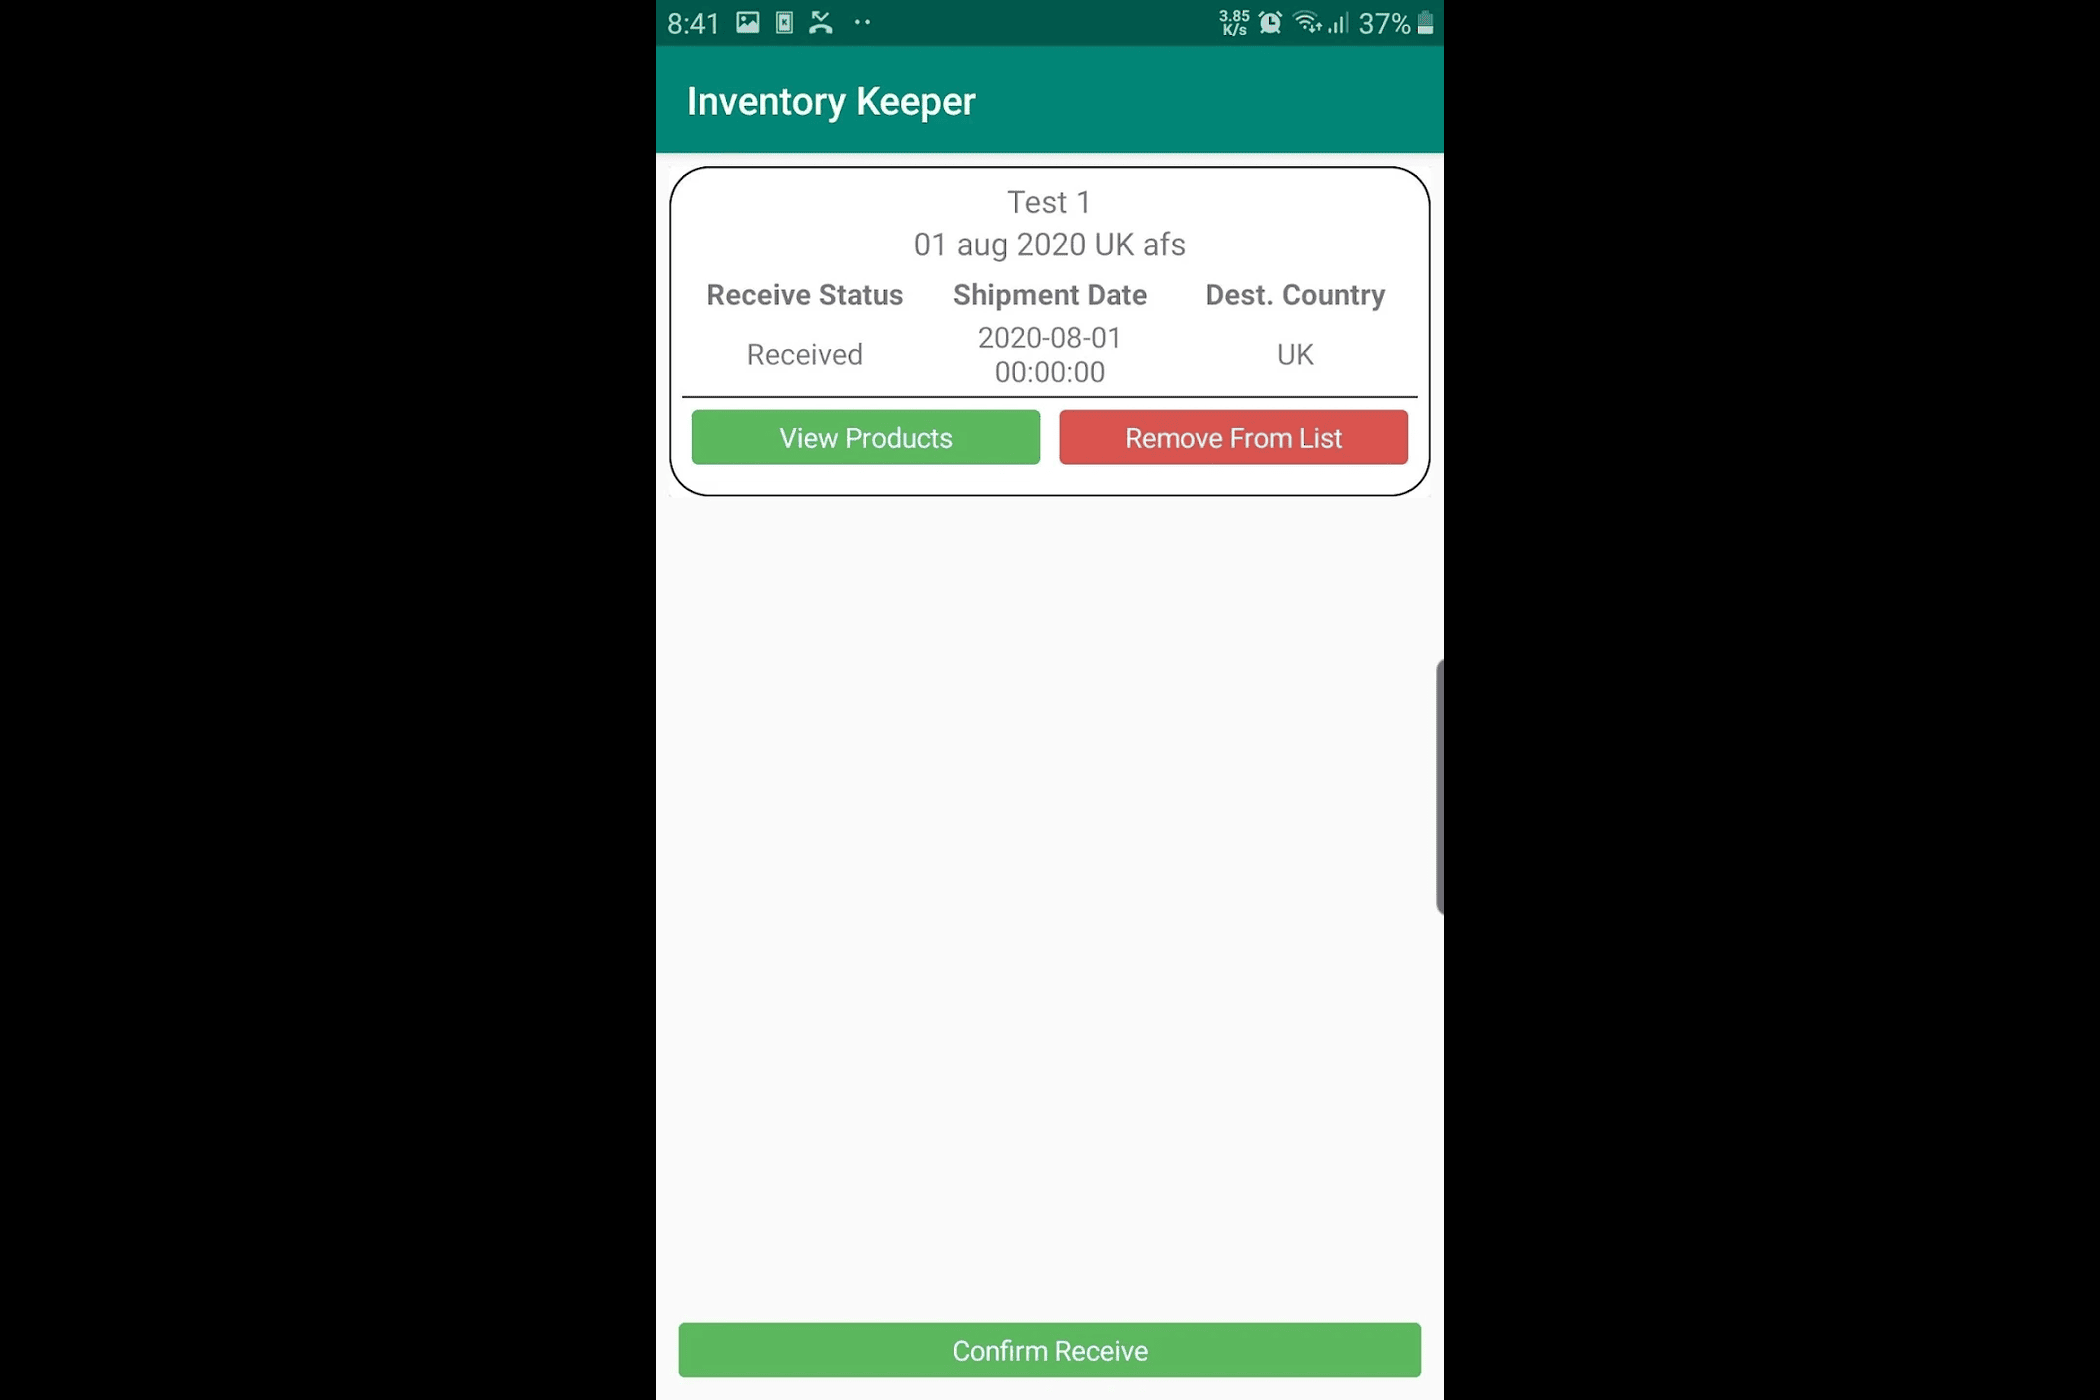 8:41
3.85 K/s
37%
Inventory Keeper
Test 1
01 aug 2020 UK afs
Receive Status Shipment Date Dest. Country
Received 2020-08-01 00:00:00 UK
View Products Remove From List
Confirm Receive